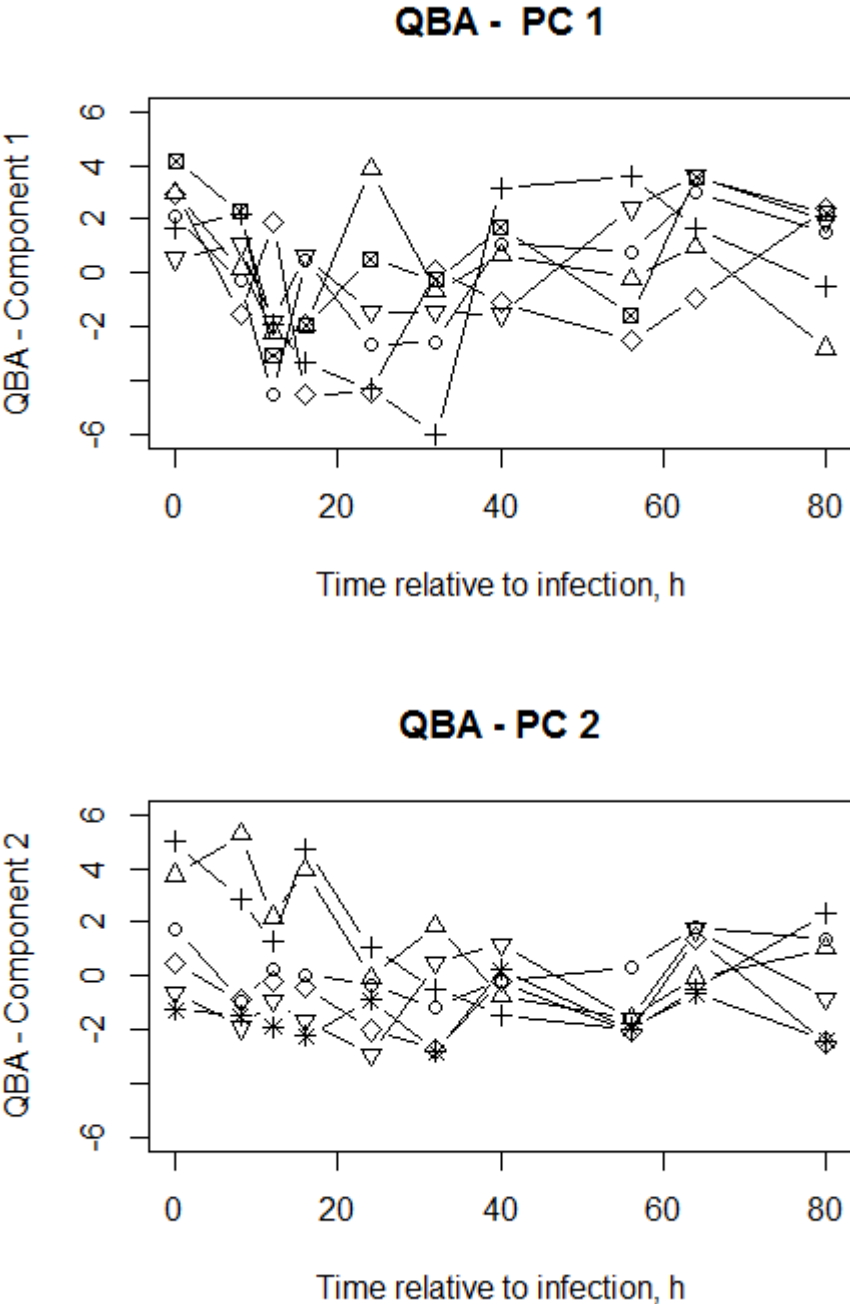 QBA - PC 1
QBA - Component 1
6
4
2
0
-2
-6
0 20 40 60 80
Time relative to infection, h
QBA - PC 2
QBA - Component 2
6
4
2
0
-2
-6
0 20 40 60 80
Time relative to infection, h